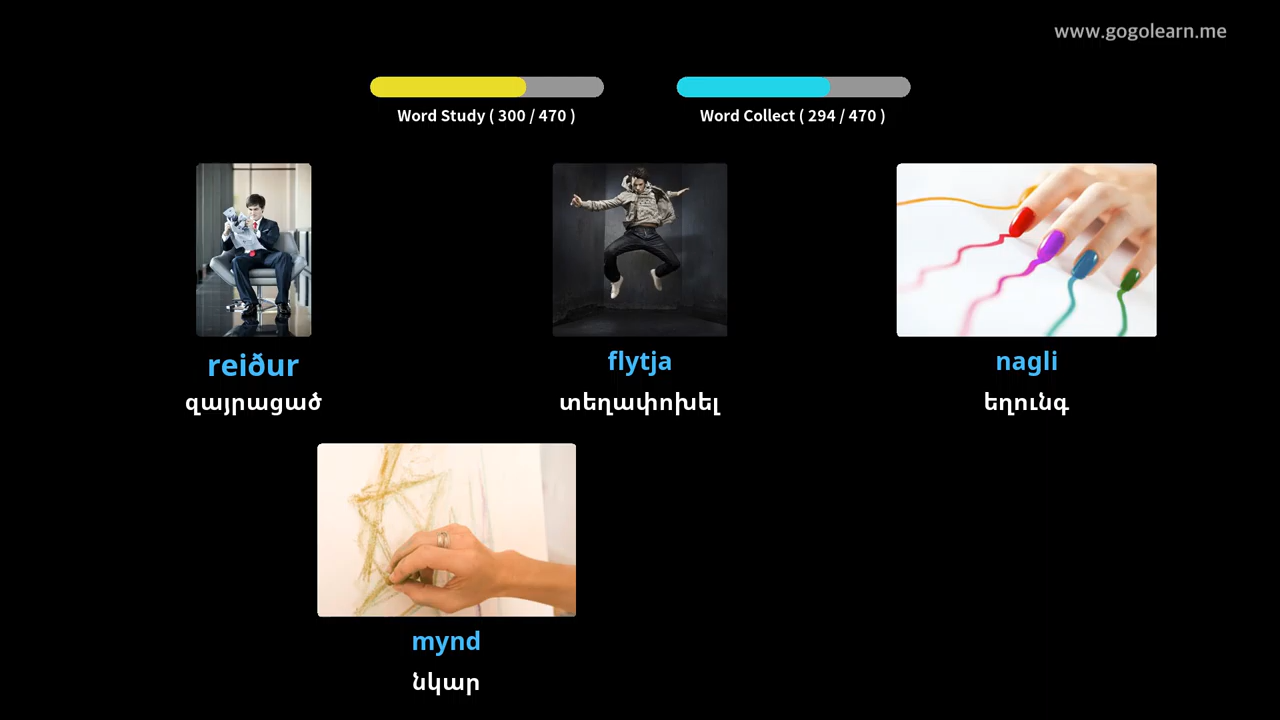 www.gogolearn.me
Word Study ( 300 / 470 )
Word Collect ( 294 / 470 )
reiður
flytja
nagli
զայրացած
տեղափոխել
եղունգ
mynd
նկար